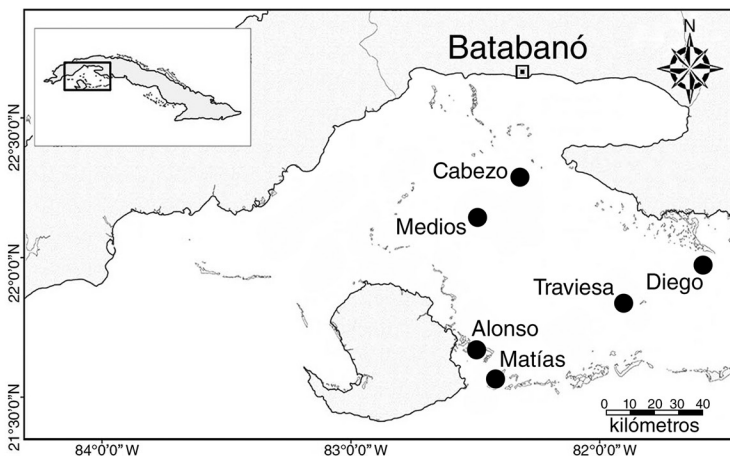 N
Batabanó
Cabezo
Medios
Diego
Traviesa
Alonso
Matías
0 10 20 30 40
kilómetros
22°30'0"N
22°0'0"N
21°30'0"N
84°0'0"W
83°0'0"W
82°0'0"W